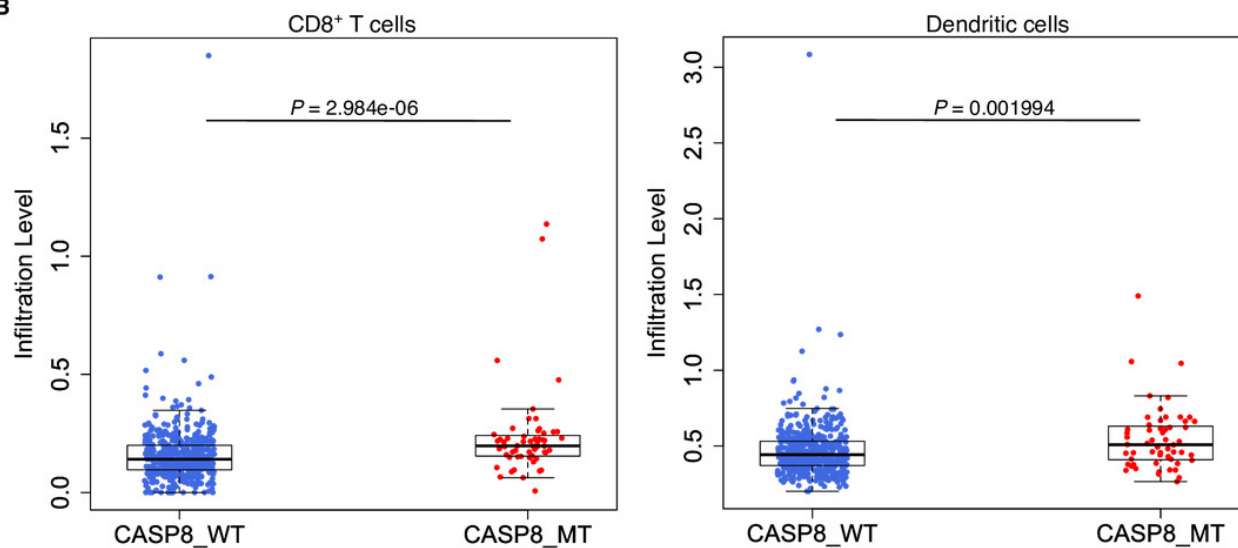 B
CD8⁺ T cells
P = 2.984e-06
Infiltration Level
1.5
1.0
0.5
0.0
CASP8_WT
CASP8_MT
Dendritic cells
P = 0.001994
Infiltration Level
3.0
2.5
2.0
1.5
1.0
0.5
CASP8_WT
CASP8_MT